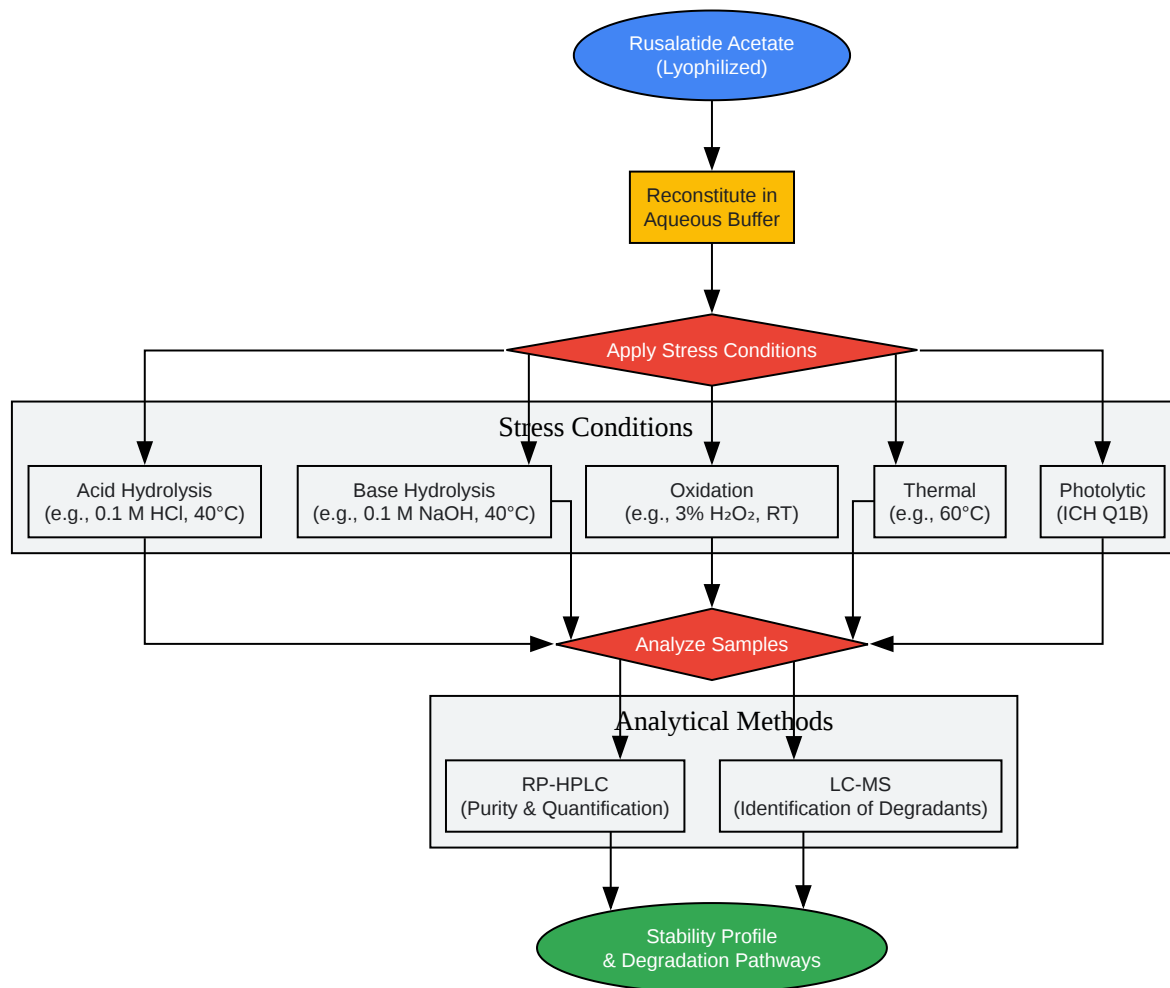 Rusalatide Acetate
(Lyophilized)
Reconstitute in
Aqueous Buffer
Apply Stress Conditions
Stress Conditions
Acid Hydrolysis
(e.g., 0.1 M HCl, 40°C)
Base Hydrolysis
(e.g., 0.1 M NaOH, 40°C)
Oxidation
(e.g., 3% H₂O₂, RT)
Thermal
(e.g., 60°C)
Photolytic
(ICH Q1B)
Analyze Samples
Analytical Methods
RP-HPLC
(Purity & Quantification)
LC-MS
(Identification of Degradants)
Stability Profile
& Degradation Pathways